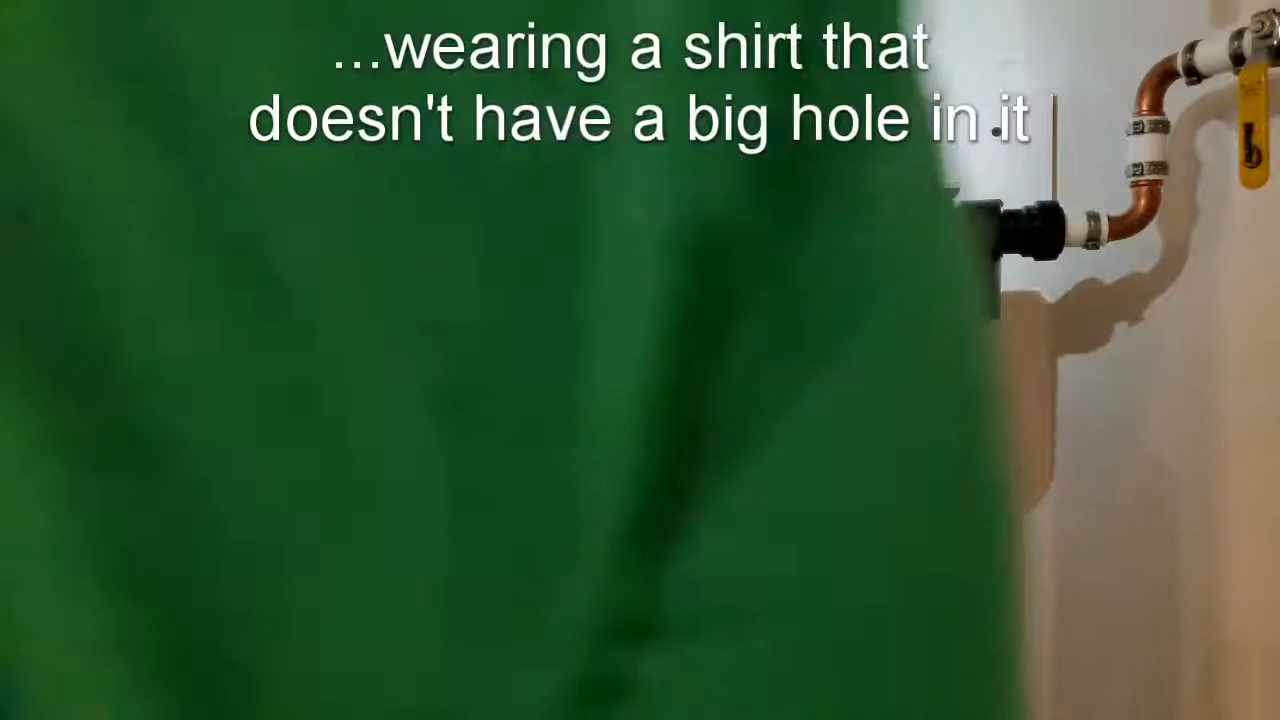 ...wearing a shirt that
doesn't have a big hole in it